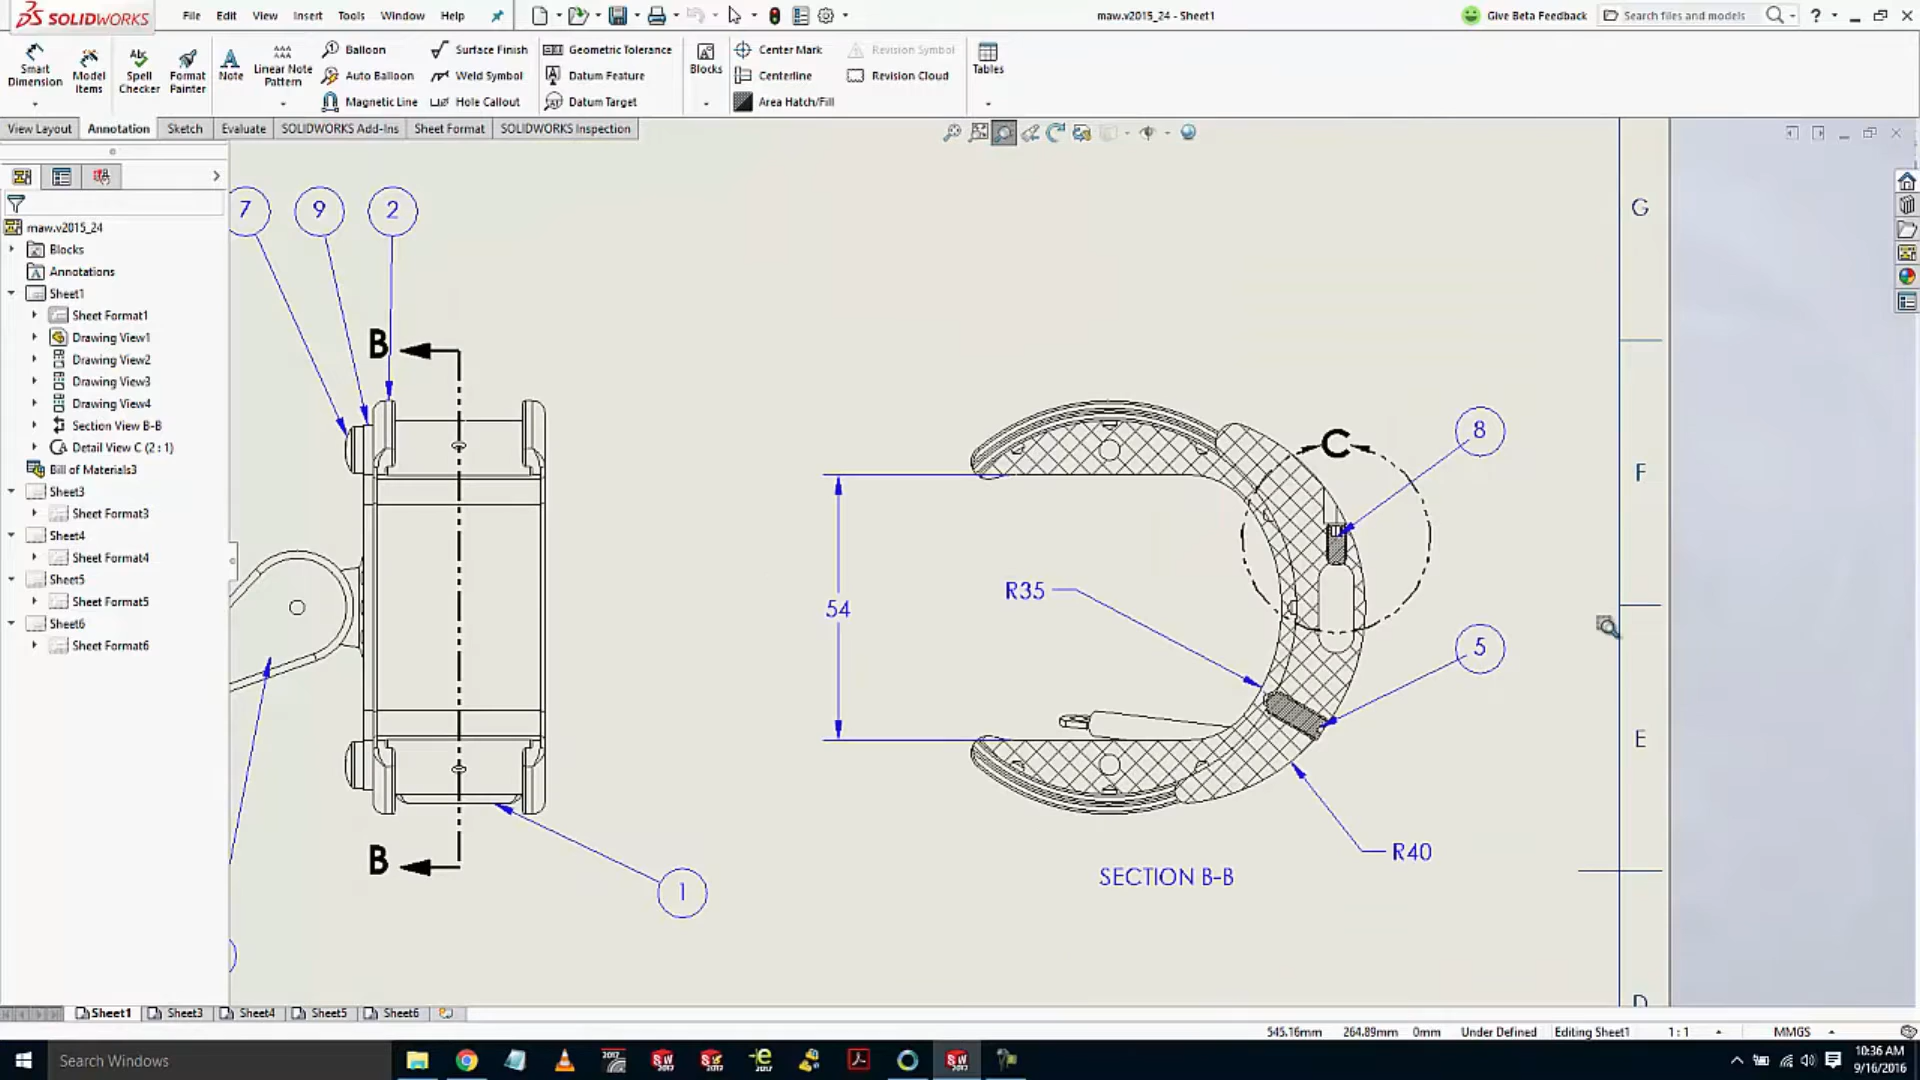 SOLIDWORKS
File Edit View Insert Tools Window Help
maw.v2015_24 - Sheet1
Give Beta Feedback
Search files and models
Smart Dimension
Model Items
Spell Checker
Format Painter
Note
Linear Note Pattern
Balloon
Auto Balloon
Magnetic Line
Surface Finish
Weld Symbol
Hole Callout
Geometric Tolerance
Datum Feature
Datum Target
Blocks
Center Mark
Centerline
Area Hatch/Fill
Revision Symbol
Revision Cloud
Tables
View Layout Annotation Sketch Evaluate SOLIDWORKS Add-Ins Sheet Format SOLIDWORKS Inspection
maw.v2015_24
Blocks
Annotations
Sheet1
Sheet Format1
Drawing View1
Drawing View2
Drawing View3
Drawing View4
Section View B-B
Detail View C (2 : 1)
Bill of Materials3
Sheet3
Sheet Format3
Sheet4
Sheet Format4
Sheet5
Sheet Format5
Sheet6
Sheet Format6
7 9 2
B
B
1
54
R35
C
8
5
R40
SECTION B-B
G
F
E
D
Sheet1 Sheet3 Sheet4 Sheet5 Sheet6
545.16mm 264.89mm 0mm Under Defined Editing Sheet1 1 : 1 MMGS
Search Windows
10:36 AM
9/16/2016